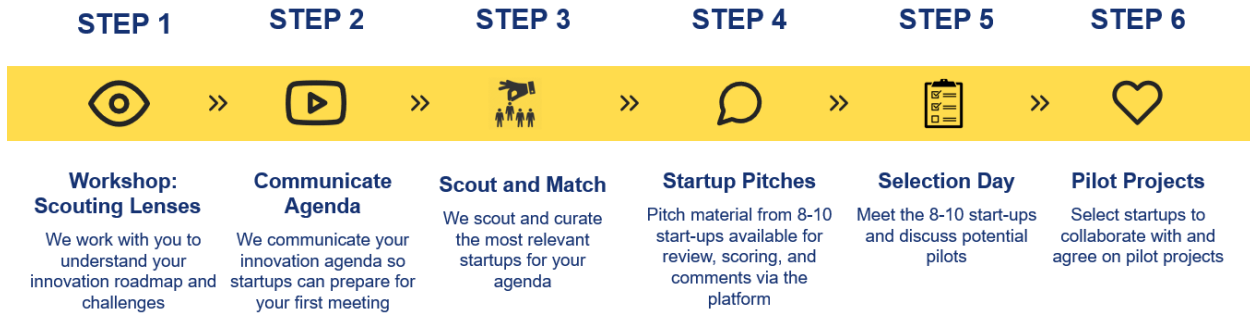 STEP 1
STEP 2
STEP 3
STEP 4
STEP 5
STEP 6
Workshop:
Scouting Lenses
We work with you to
understand your
innovation roadmap and
challenges
Communicate
Agenda
We communicate your
innovation agenda so
startups can prepare for
your first meeting
Scout and Match
We scout and curate
the most relevant
startups for your
agenda
Startup Pitches
Pitch material from 8-10
start-ups available for
review, scoring, and
comments via the
platform
Selection Day
Meet the 8-10 start-ups
and discuss potential
pilots
Pilot Projects
Select startups to
collaborate with and
agree on pilot projects